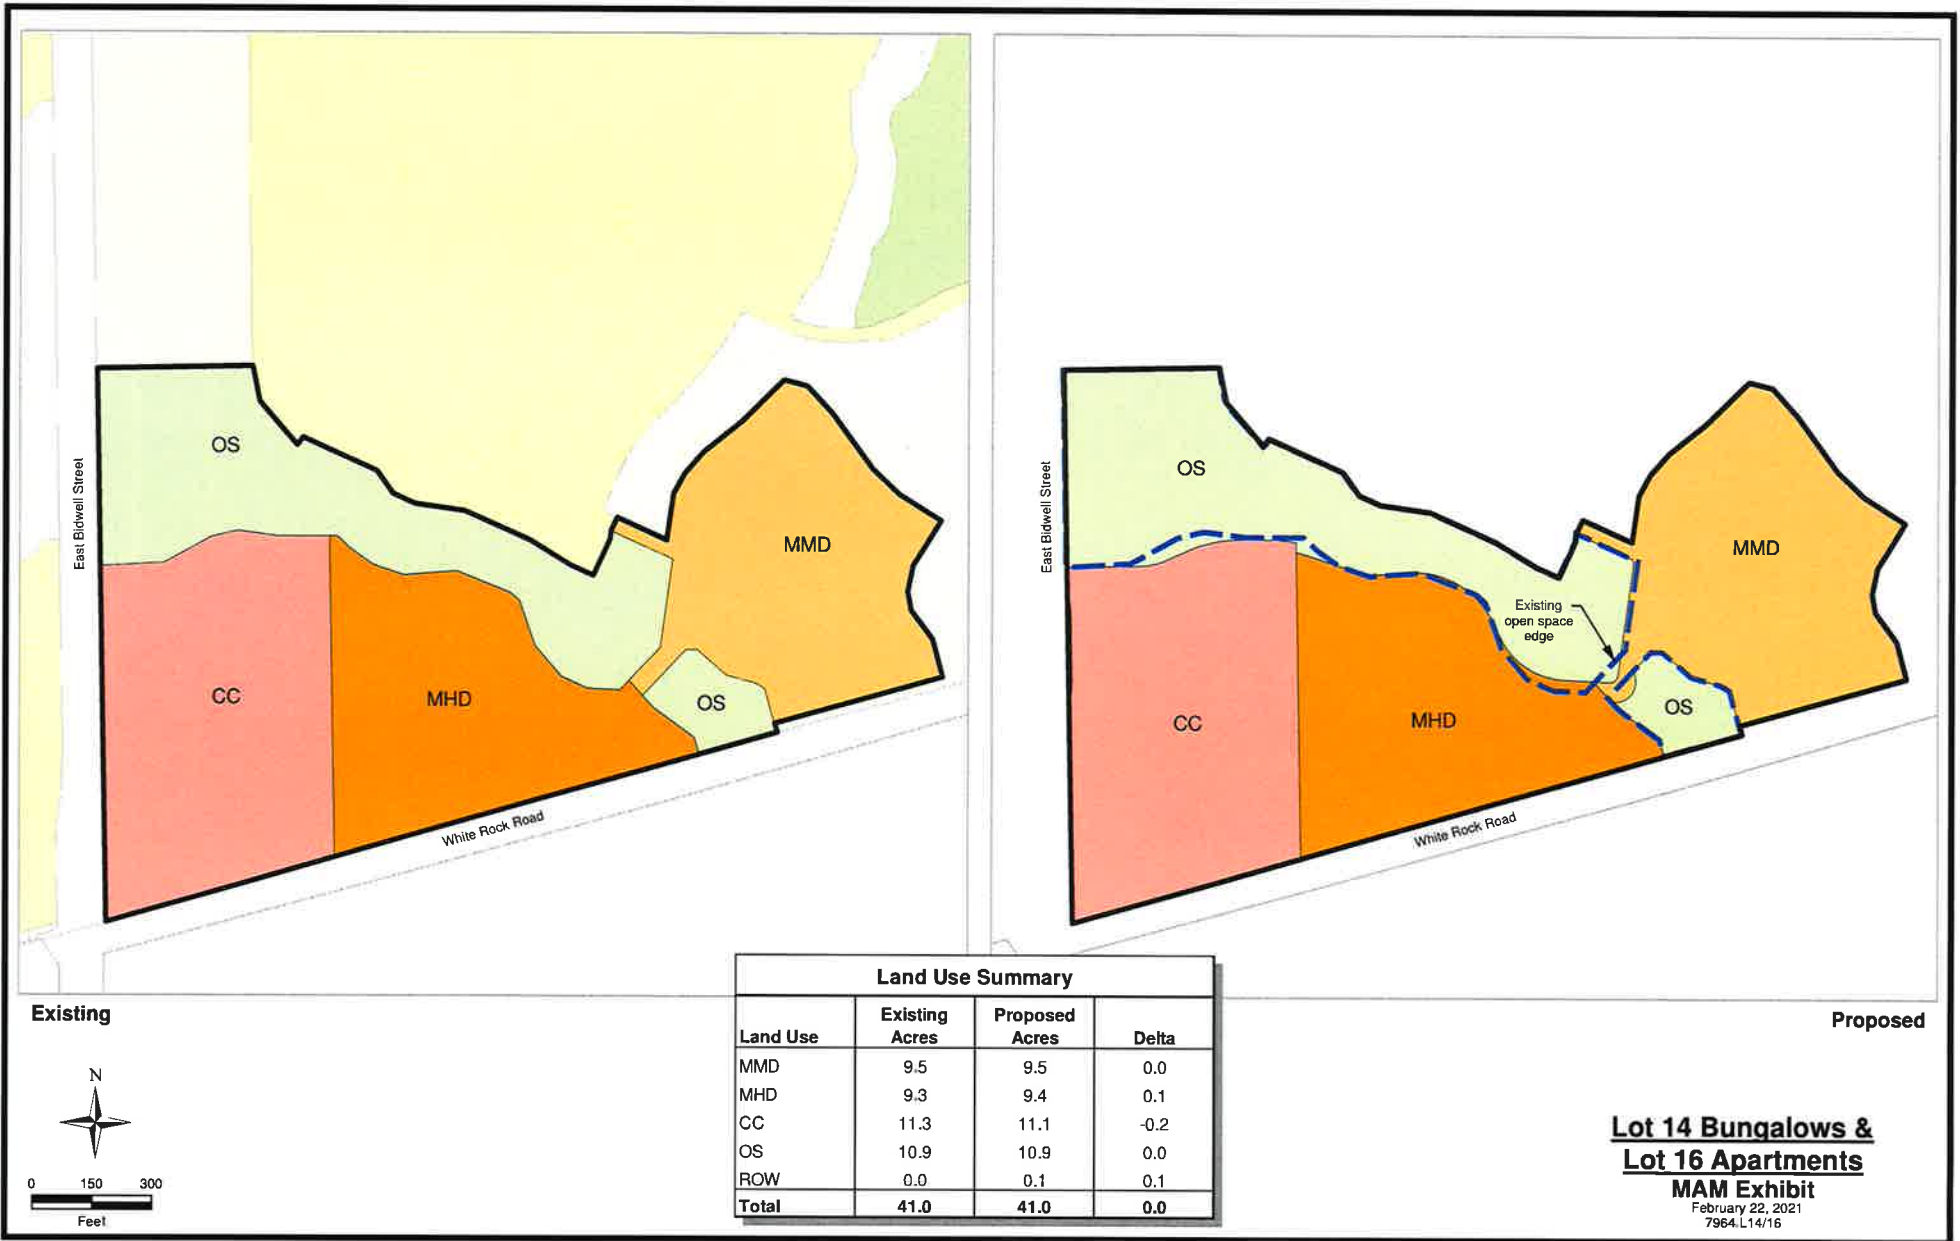 East Bidwell Street
OS
MMD
CC
MHD
OS
White Rock Road
East Bidwell Street
OS
MMD
Existing
open space
edge
CC
MHD
OS
White Rock Road
Existing
Proposed
Land Use Summary
Land Use Existing Acres Proposed Acres Delta
MMD 9.5 9.5 0.0
MHD 9.3 9.4 0.1
CC 11.3 11.1 -0.2
OS 10.9 10.9 0.0
ROW 0.0 0.1 0.1
Total 41.0 41.0 0.0
N
0 150 300
Feet
Lot 14 Bungalows &
Lot 16 Apartments
MAM Exhibit
February 22, 2021
7964.L14/16